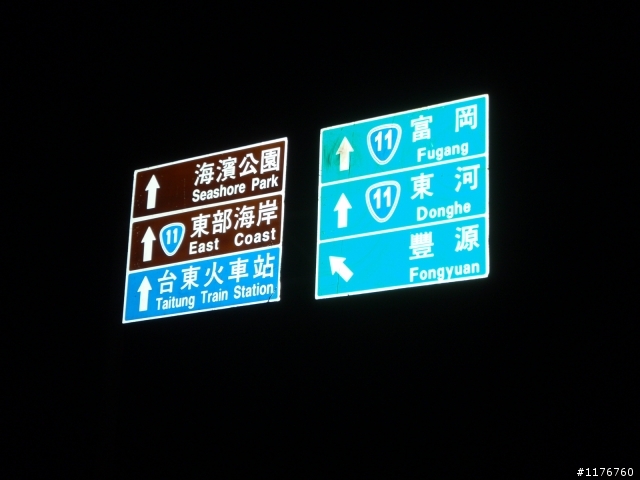 海濱公園
Seashore Park
11
東部海岸
East Coast
台東火車站
Taitung Train Station
11
富岡
Fugang
11
東河
Donghe
豐源
Fongyuan
#1176760